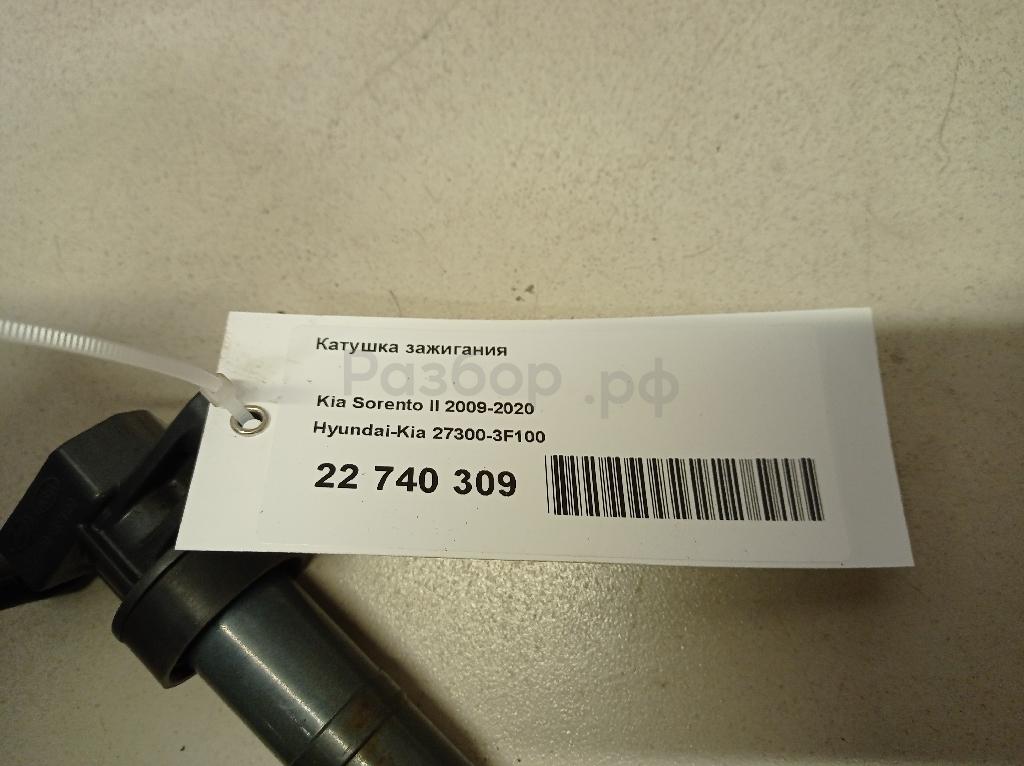 Катушка зажигания
Разбор.рф
Kia Sorento II 2009-2020
Hyundai-Kia 27300-3F100
22 740 309